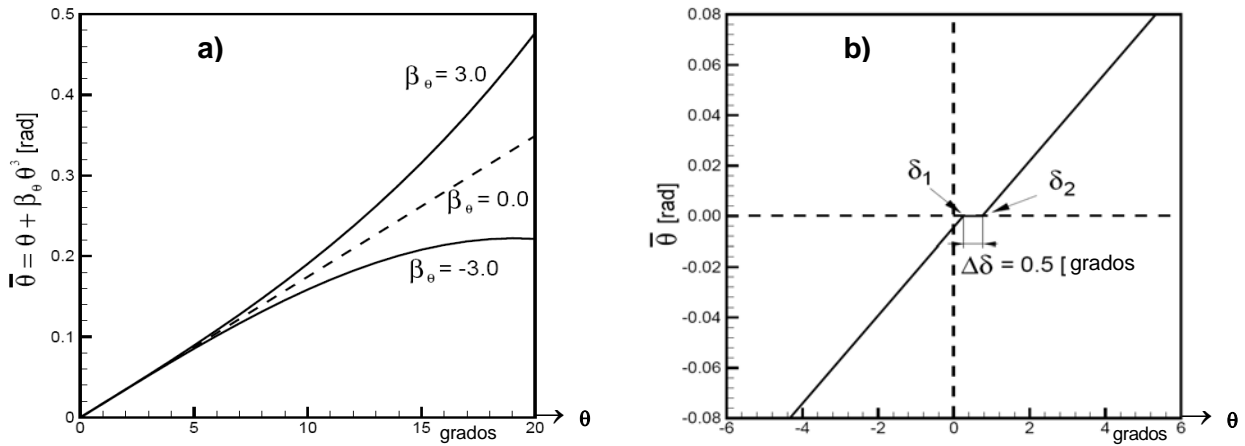 a)
0.5
0.4
0.3
0.2
0.1
0
0
5
10
15
20
θ̅ = θ + β_θ θ³ [rad]
β_θ = 3.0
β_θ = 0.0
β_θ = -3.0
grados
θ
b)
0.08
0.06
0.04
0.02
0.00
-0.02
-0.04
-0.06
-0.08
-6
-4
-2
0
2
4
6
θ̅ [rad]
δ₁
δ₂
Δδ = 0.5 [ grados
grados
θ